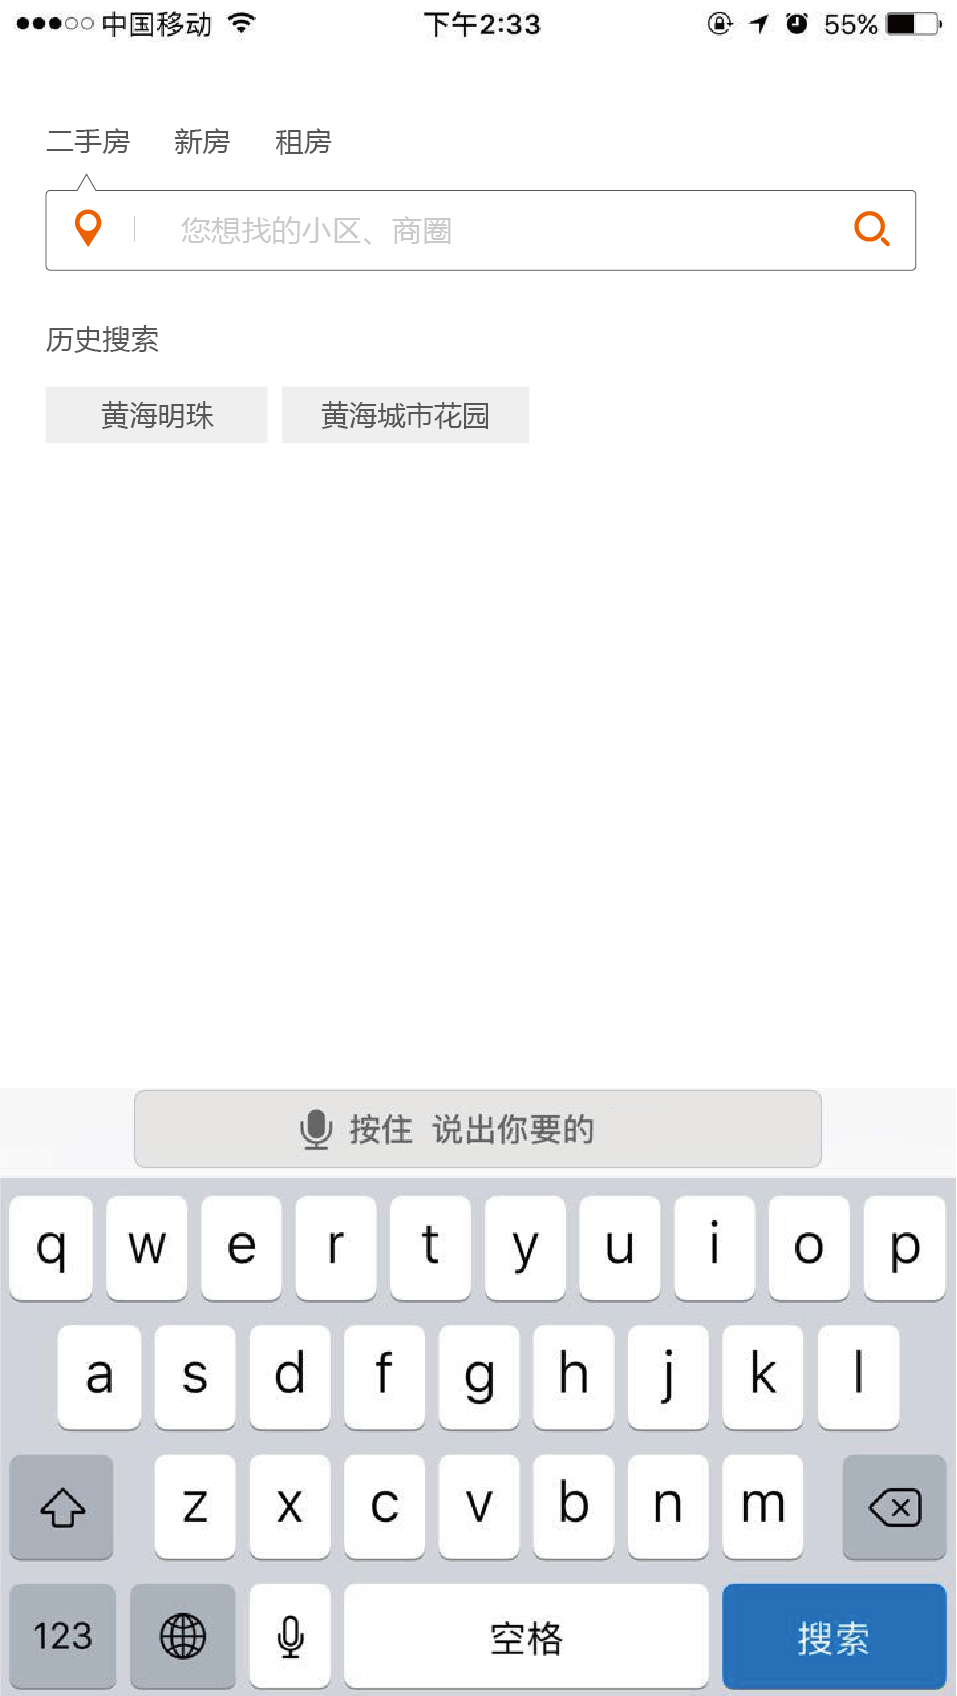 中国移动 下午2:33 55%
二手房 新房 租房
您想找的小区、商圈
历史搜索
黄海明珠 黄海城市花园
按住 说出你要的
q w e r t y u i o p
a s d f g h j k l
z x c v b n m
123 空格 搜索